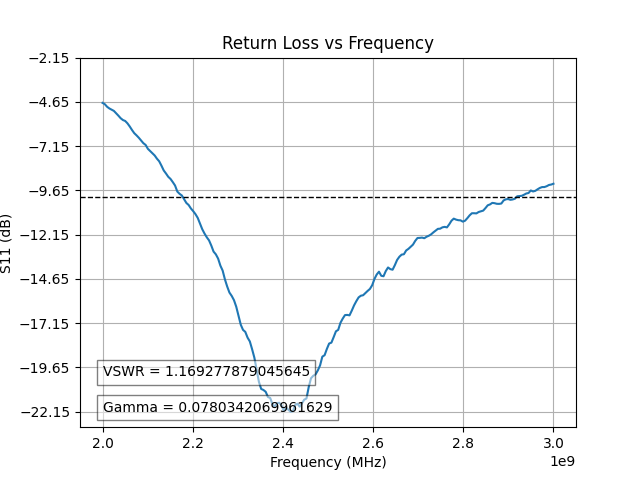 Return Loss vs Frequency
−2.15
−4.65
−7.15
−9.65
−12.15
−14.65
−17.15
−19.65
−22.15
S11 (dB)
VSWR = 1.169277879045645
Gamma = 0.0780342069961629
2.0 2.2 2.4 2.6 2.8 3.0
1e9
Frequency (MHz)